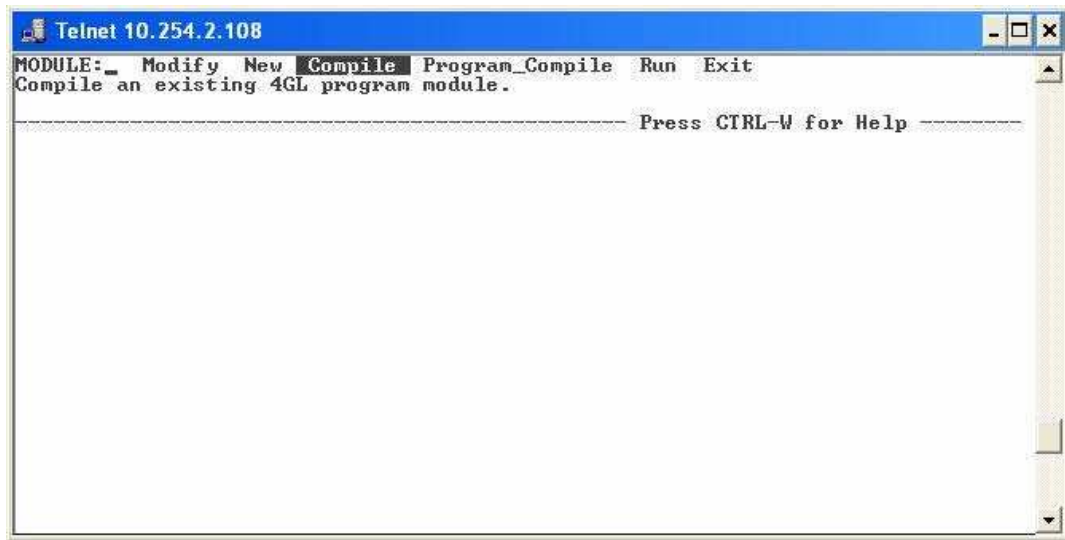 Telnet 10.254.2.108
MODULE:_ Modify New Compile Program_Compile Run Exit
Compile an existing 4GL program module.
------------------------------------------------ Press CTRL-W for Help --------